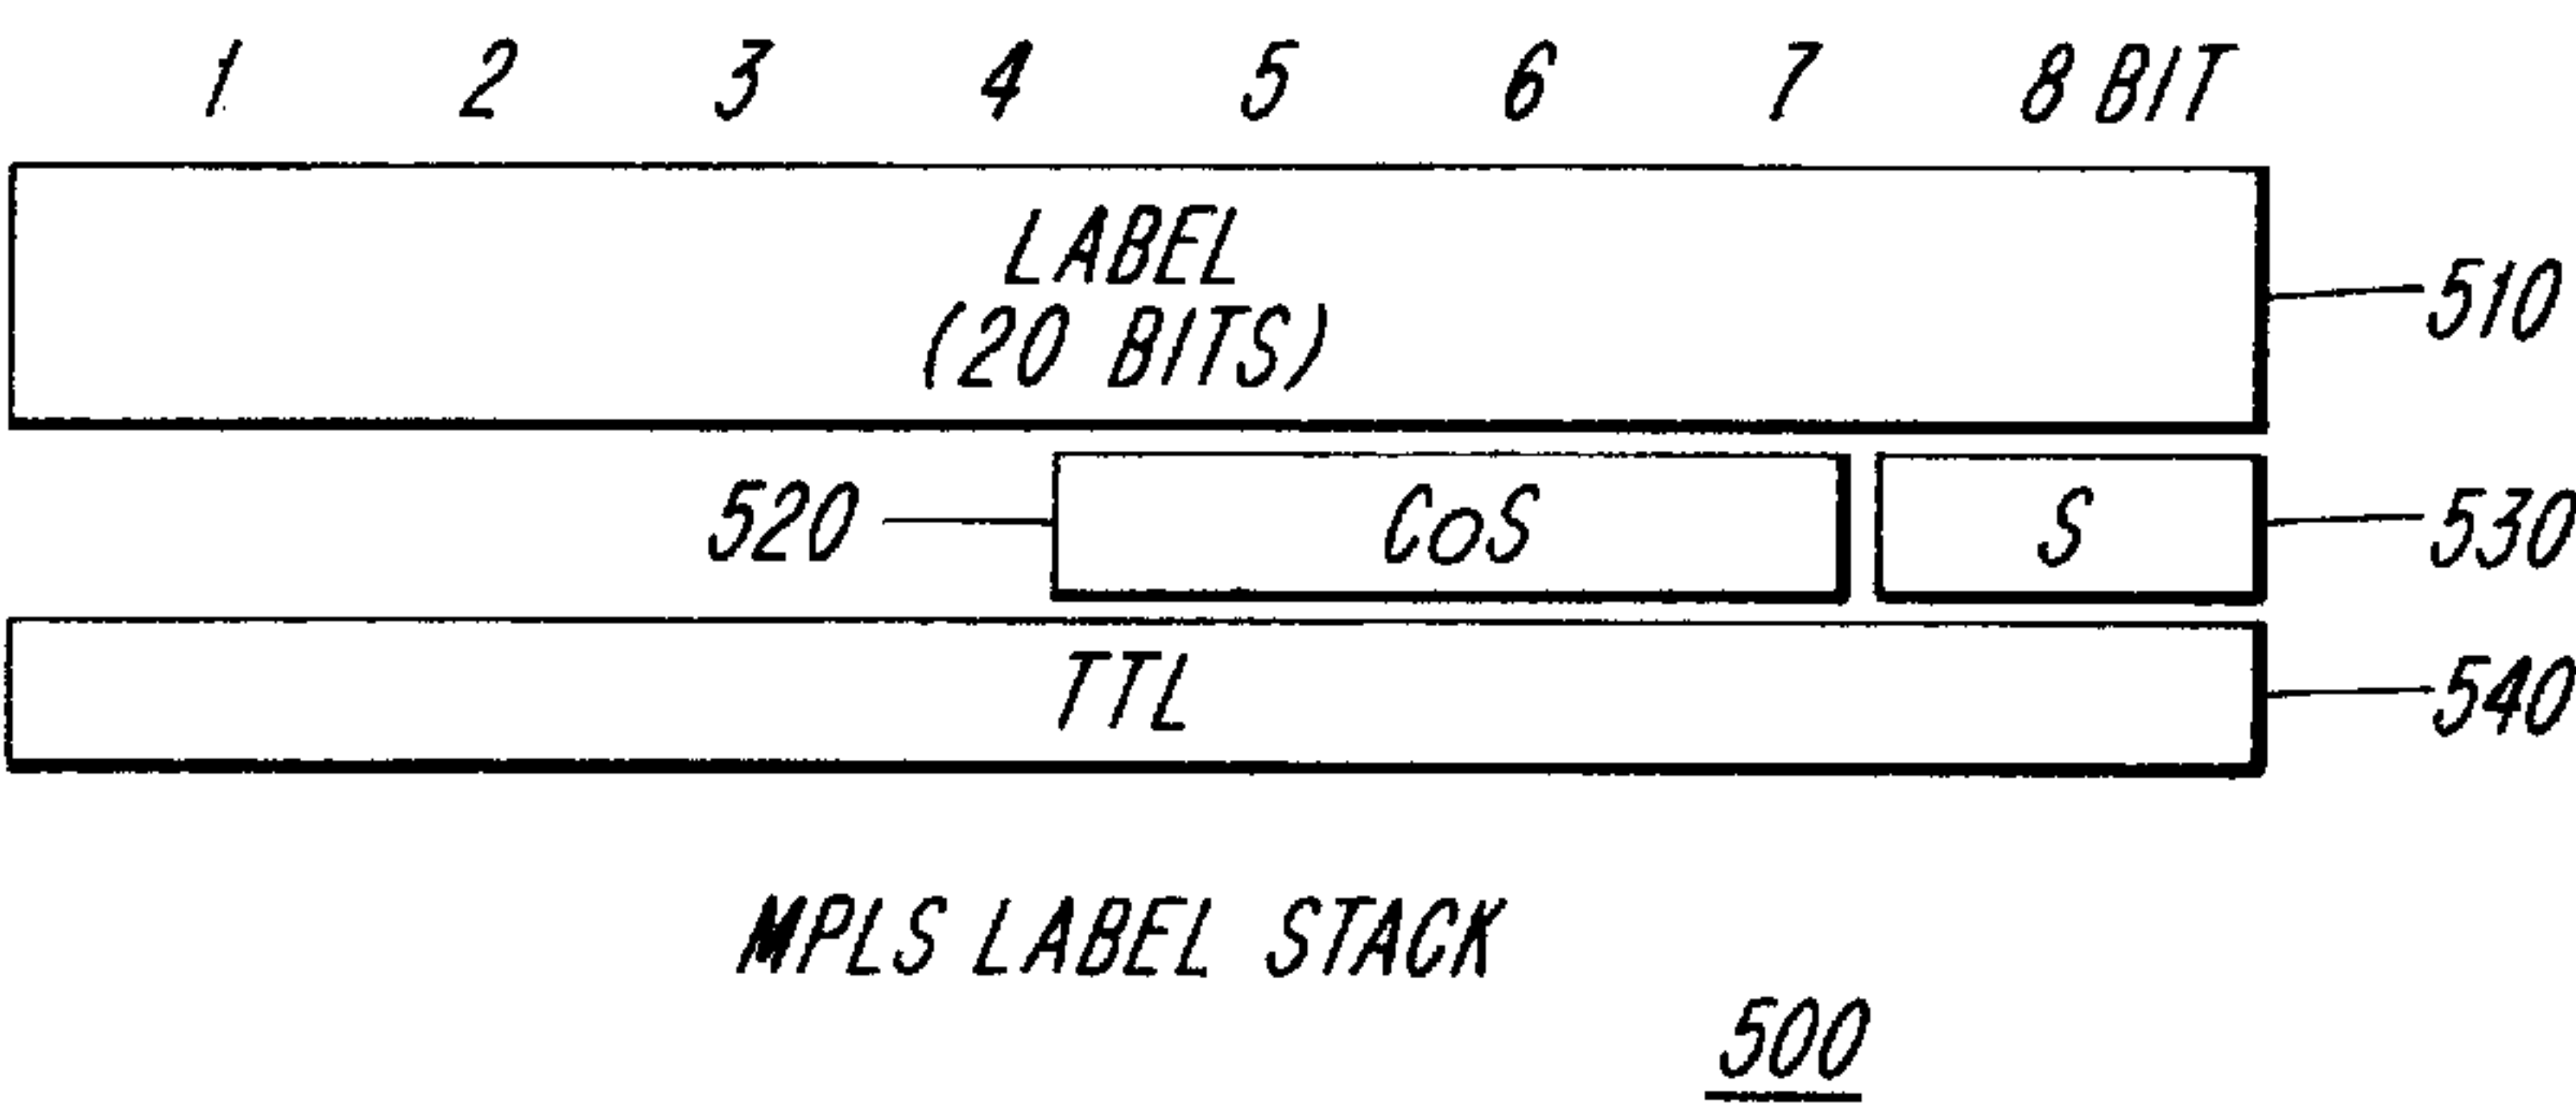 1 2 3 4 5 6 7 8 BIT
LABEL
(20 BITS)
510
520 CoS S 530
TTL 540
MPLS LABEL STACK
500